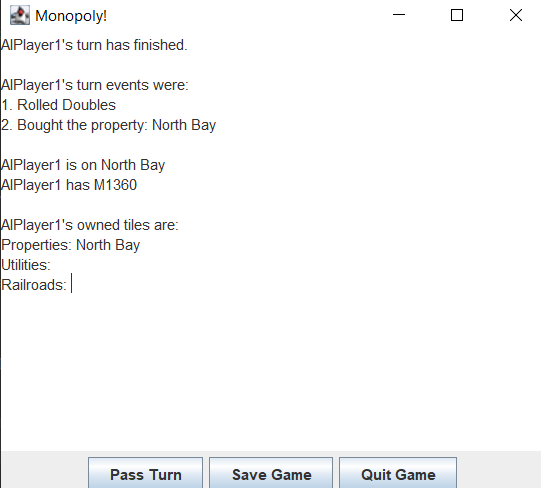 Monopoly!
AIPlayer1's turn has finished.
AIPlayer1's turn events were:
1. Rolled Doubles
2. Bought the property: North Bay
AIPlayer1 is on North Bay
AIPlayer1 has M1360
AIPlayer1's owned tiles are:
Properties: North Bay
Utilities:
Railroads:
Pass Turn Save Game Quit Game